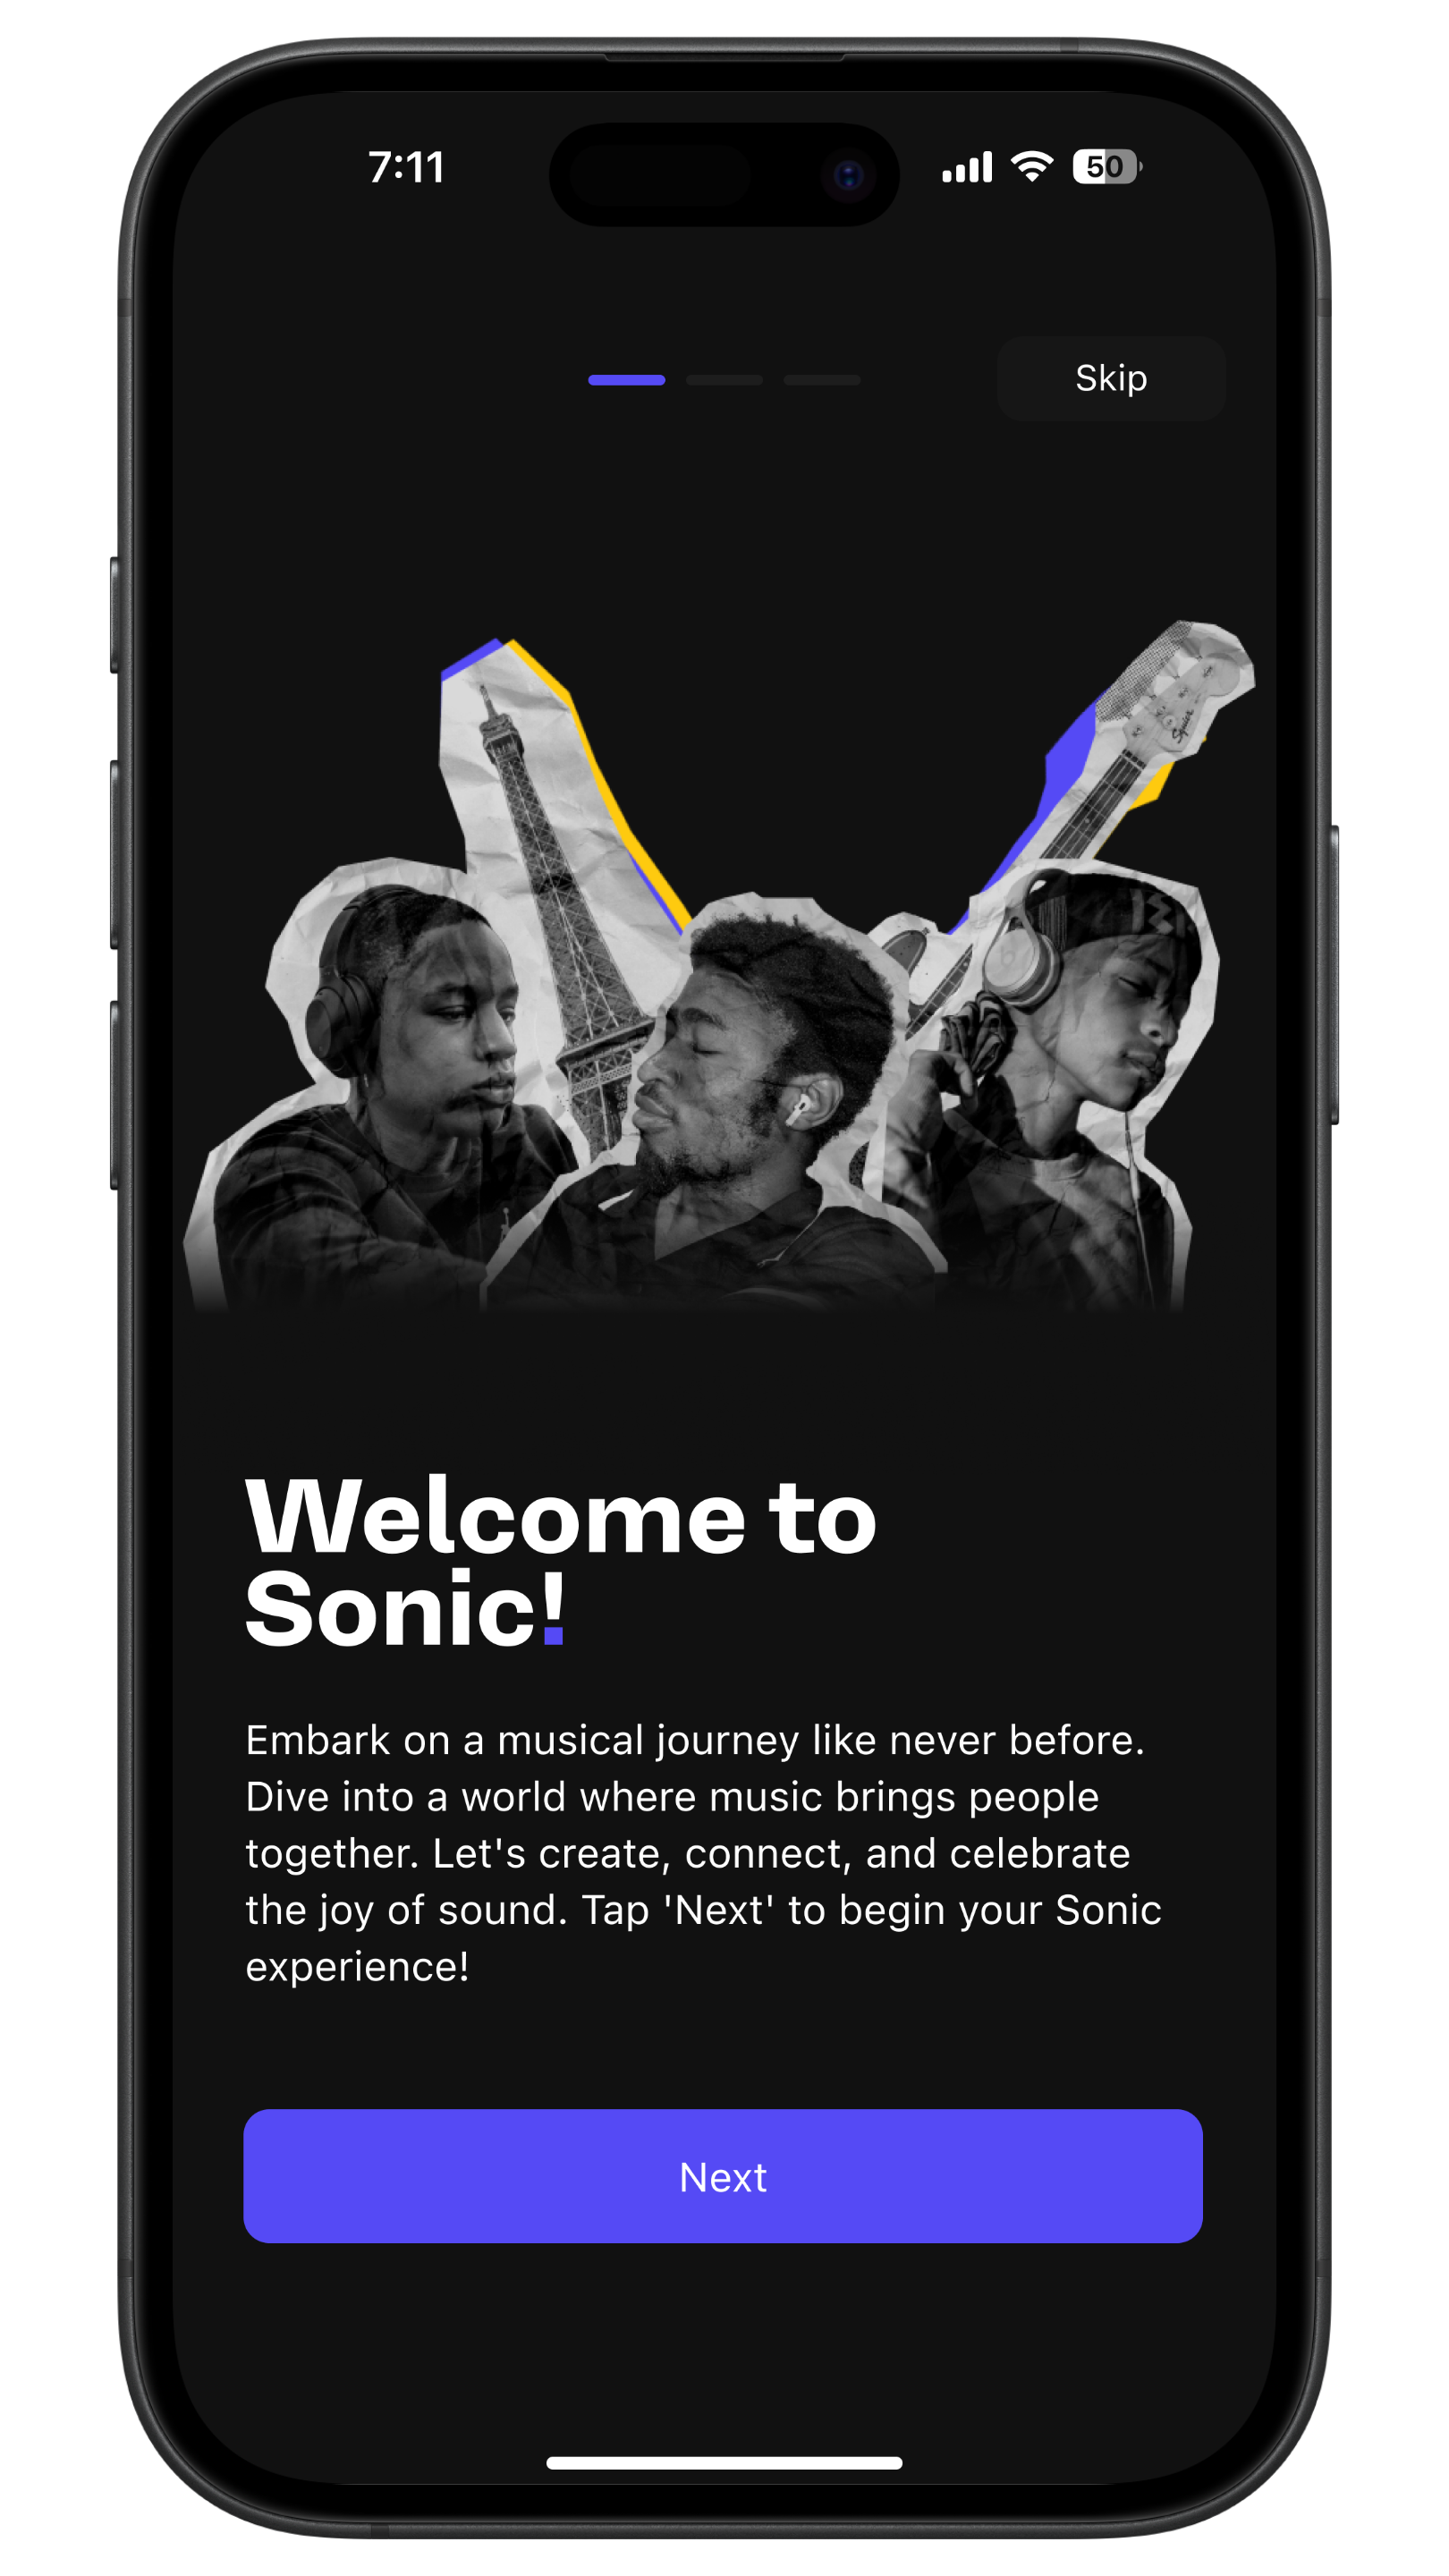 7:11
50
Skip
Squier
Welcome to
Sonic!
Embark on a musical journey like never before.
Dive into a world where music brings people
together. Let's create, connect, and celebrate
the joy of sound. Tap 'Next' to begin your Sonic
experience!
Next